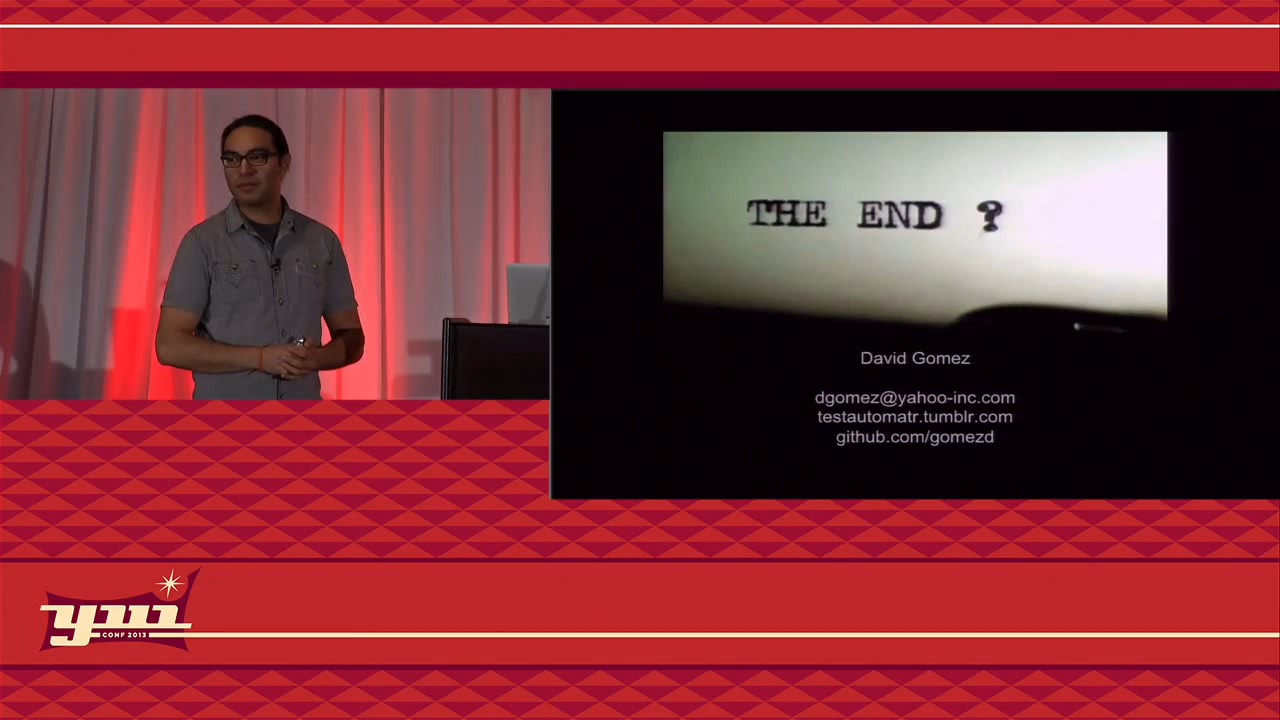 THE END ?
David Gomez
dgomez@yahoo-inc.com
testautomatr.tumblr.com
github.com/gomezd
yui
CONF 2013